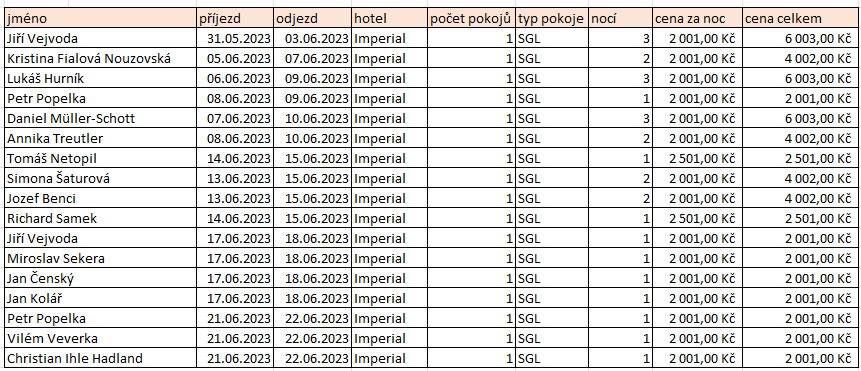 jméno příjezd odjezd hotel počet pokojů typ pokoje nocí cena za noc cena celkem
Jiří Vejvoda 31.05.2023 03.06.2023 Imperial 1 SGL 3 2 001,00 Kč 6 003,00 Kč
Kristina Fialová Nouzovská 05.06.2023 07.06.2023 Imperial 1 SGL 2 2 001,00 Kč 4 002,00 Kč
Lukáš Hurník 06.06.2023 09.06.2023 Imperial 1 SGL 3 2 001,00 Kč 6 003,00 Kč
Petr Popelka 08.06.2023 09.06.2023 Imperial 1 SGL 1 2 001,00 Kč 2 001,00 Kč
Daniel Müller-Schott 07.06.2023 10.06.2023 Imperial 1 SGL 3 2 001,00 Kč 6 003,00 Kč
Annika Treutler 08.06.2023 10.06.2023 Imperial 1 SGL 2 2 001,00 Kč 4 002,00 Kč
Tomáš Netopil 14.06.2023 15.06.2023 Imperial 1 SGL 1 2 501,00 Kč 2 501,00 Kč
Simona Šaturová 13.06.2023 15.06.2023 Imperial 1 SGL 2 2 001,00 Kč 4 002,00 Kč
Jozef Benci 13.06.2023 15.06.2023 Imperial 1 SGL 2 2 001,00 Kč 4 002,00 Kč
Richard Samek 14.06.2023 15.06.2023 Imperial 1 SGL 1 2 501,00 Kč 2 501,00 Kč
Jiří Vejvoda 17.06.2023 18.06.2023 Imperial 1 SGL 1 2 001,00 Kč 2 001,00 Kč
Miroslav Sekera 17.06.2023 18.06.2023 Imperial 1 SGL 1 2 001,00 Kč 2 001,00 Kč
Jan Čenský 17.06.2023 18.06.2023 Imperial 1 SGL 1 2 001,00 Kč 2 001,00 Kč
Jan Kolář 17.06.2023 18.06.2023 Imperial 1 SGL 1 2 001,00 Kč 2 001,00 Kč
Petr Popelka 21.06.2023 22.06.2023 Imperial 1 SGL 1 2 001,00 Kč 2 001,00 Kč
Vilém Veverka 21.06.2023 22.06.2023 Imperial 1 SGL 1 2 001,00 Kč 2 001,00 Kč
Christian Ihle Hadland 21.06.2023 22.06.2023 Imperial 1 SGL 1 2 001,00 Kč 2 001,00 Kč